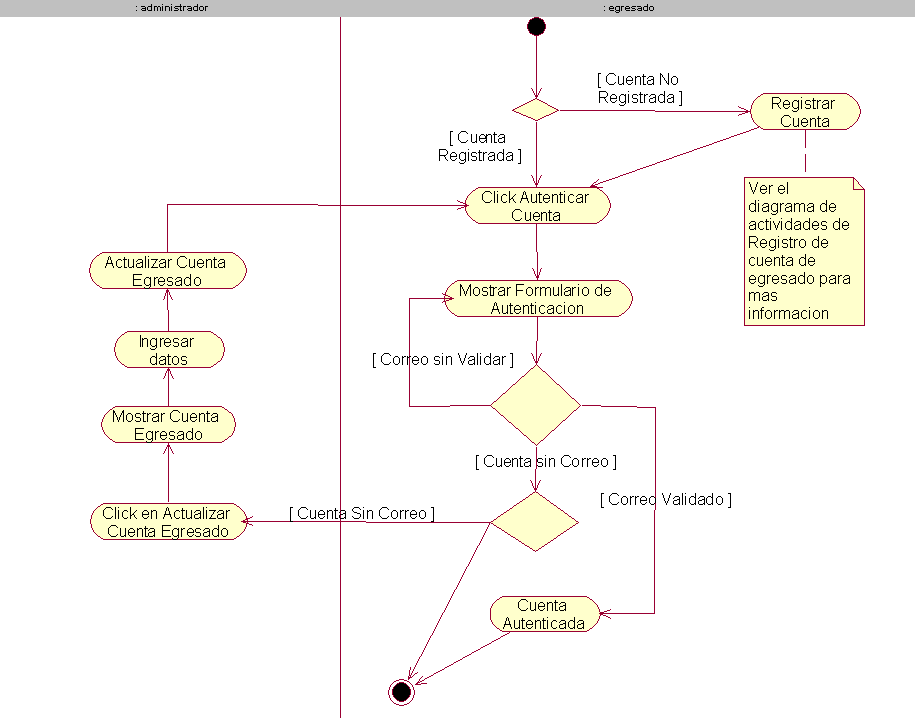 : administrador
: egresado
[ Cuenta No
Registrada ]
Registrar
Cuenta
[ Cuenta
Registrada ]
Click Autenticar
Cuenta
Ver el
diagrama de
actividades de
Registro de
cuenta de
egresado para
mas
informacion
Actualizar Cuenta
Egresado
Mostrar Formulario de
Autenticacion
Ingresar
datos
[ Correo sin Validar ]
Mostrar Cuenta
Egresado
[ Cuenta sin Correo ]
[ Correo Validado ]
Click en Actualizar
Cuenta Egresado
[ Cuenta Sin Correo ]
Cuenta
Autenticada